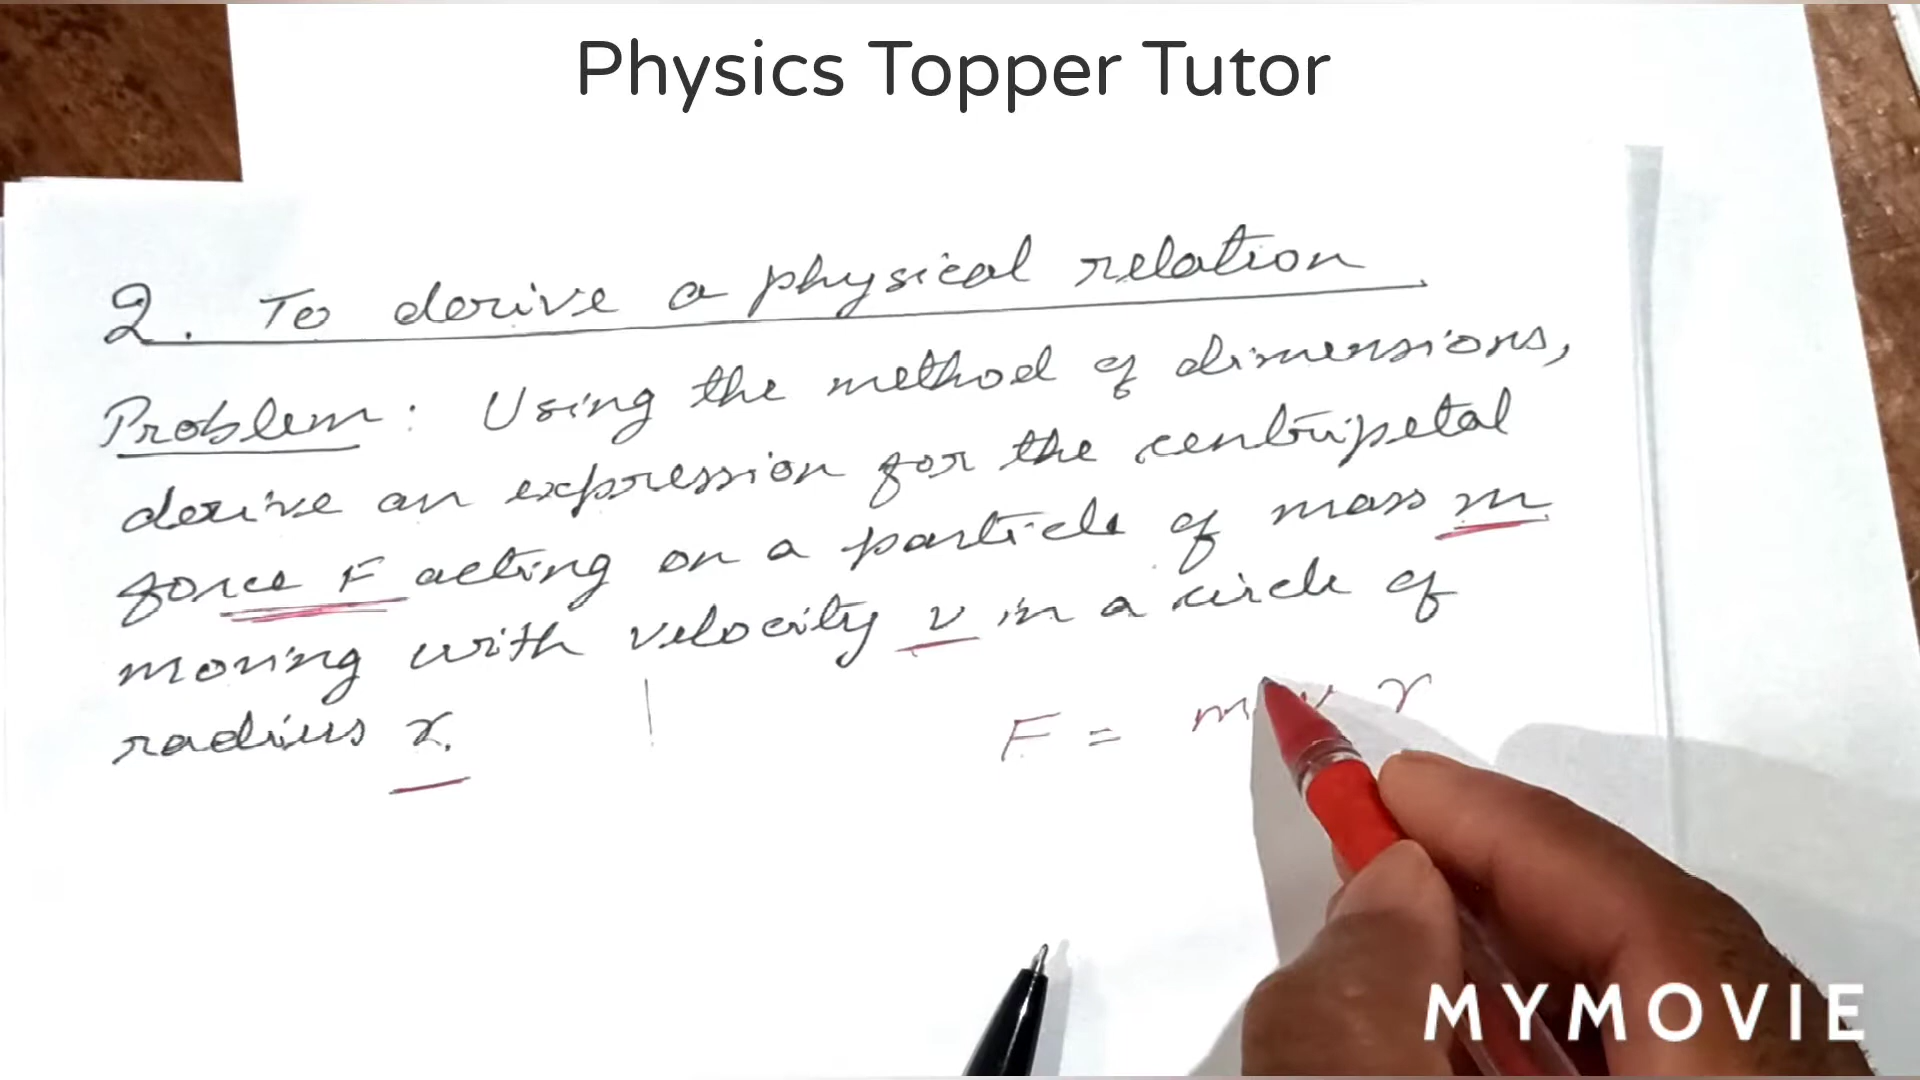 Physics Topper Tutor
2. To derive a physical relation.
Problem: Using the method of dimensions,
derive an expression for the centripetal
force F acting on a particle of mass m
moving with velocity v in a circle of
radius r.
F = m v r
MYMOVIE